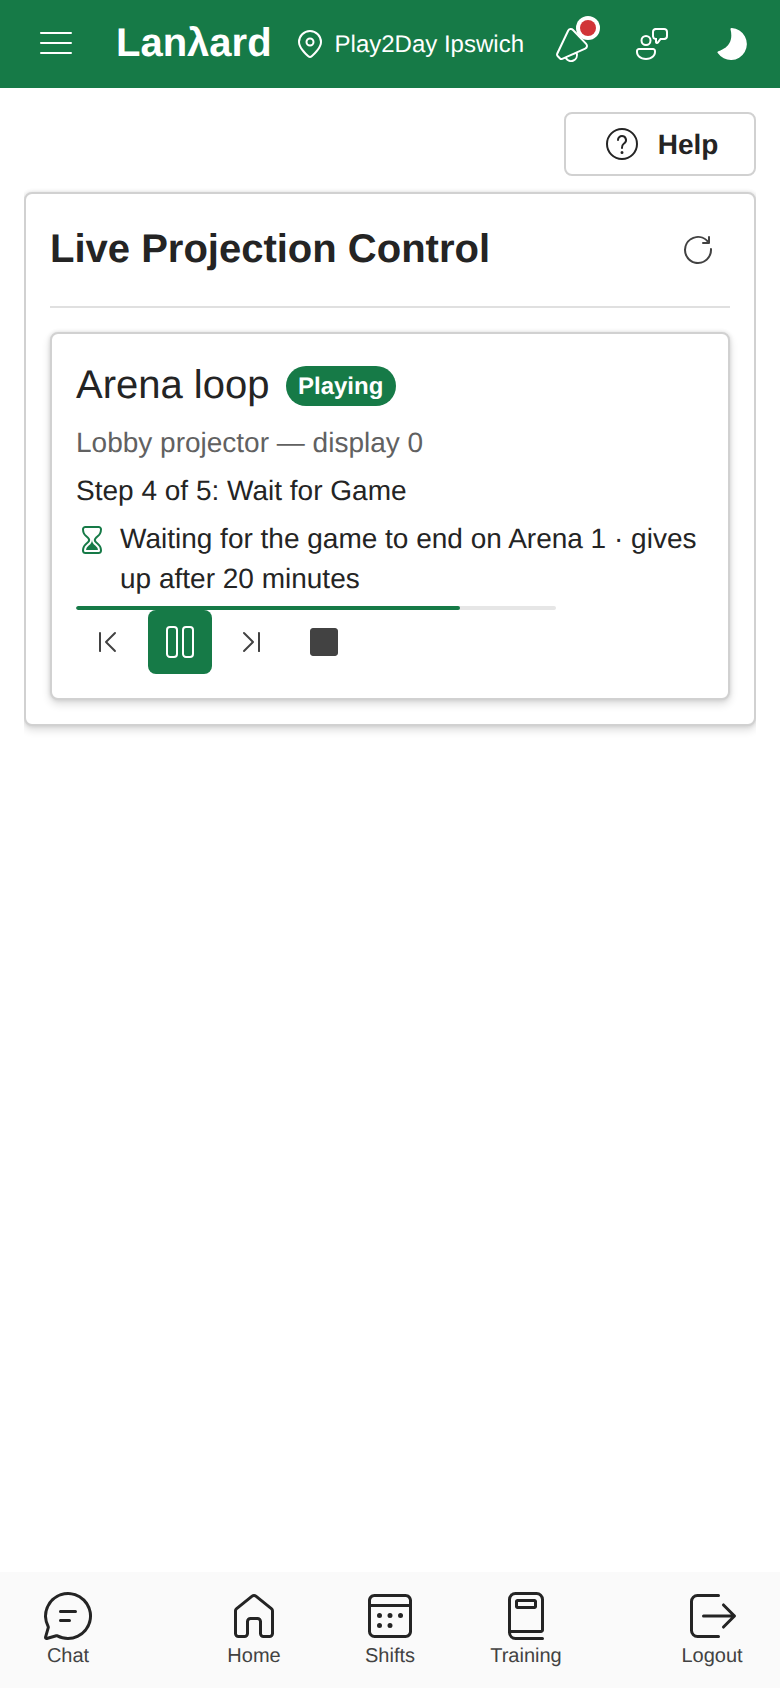 Lanλard
Play2Day Ipswich
Help
Live Projection Control
Arena loop
Playing
Lobby projector — display 0
Step 4 of 5: Wait for Game
Waiting for the game to end on Arena 1 · gives
up after 20 minutes
Chat
Home
Shifts
Training
Logout